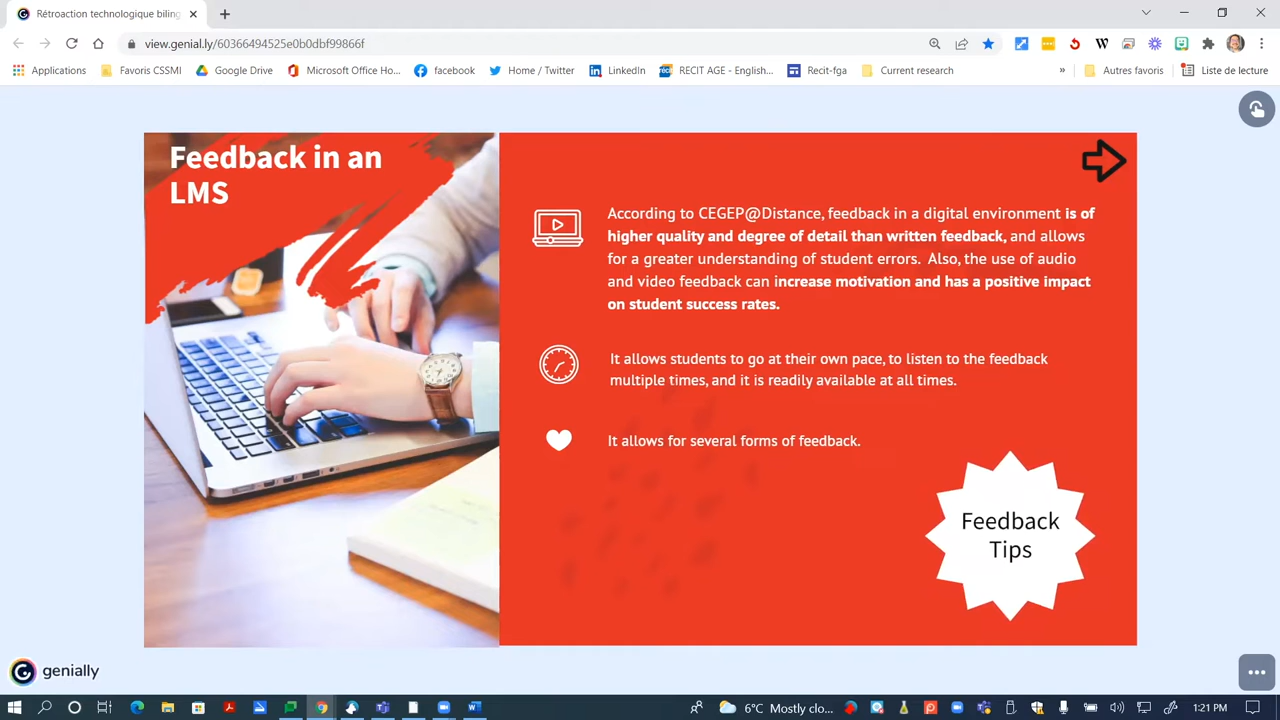 Rétroaction technologique biling
view.genial.ly/60366494525e0b0dbf99866f
Applications
Favoris CSSMI
Google Drive
Microsoft Office Ho...
facebook
Home / Twitter
LinkedIn
RECIT AGE - English...
Recit-fga
Current research
»
Autres favoris
Liste de lecture
Feedback in an
LMS
According to CEGEP@Distance, feedback in a digital environment is of
higher quality and degree of detail than written feedback, and allows
for a greater understanding of student errors. Also, the use of audio
and video feedback can increase motivation and has a positive impact
on student success rates.
It allows students to go at their own pace, to listen to the feedback
multiple times, and it is readily available at all times.
It allows for several forms of feedback.
Feedback
Tips
genially
6°C Mostly clo...
1:21 PM